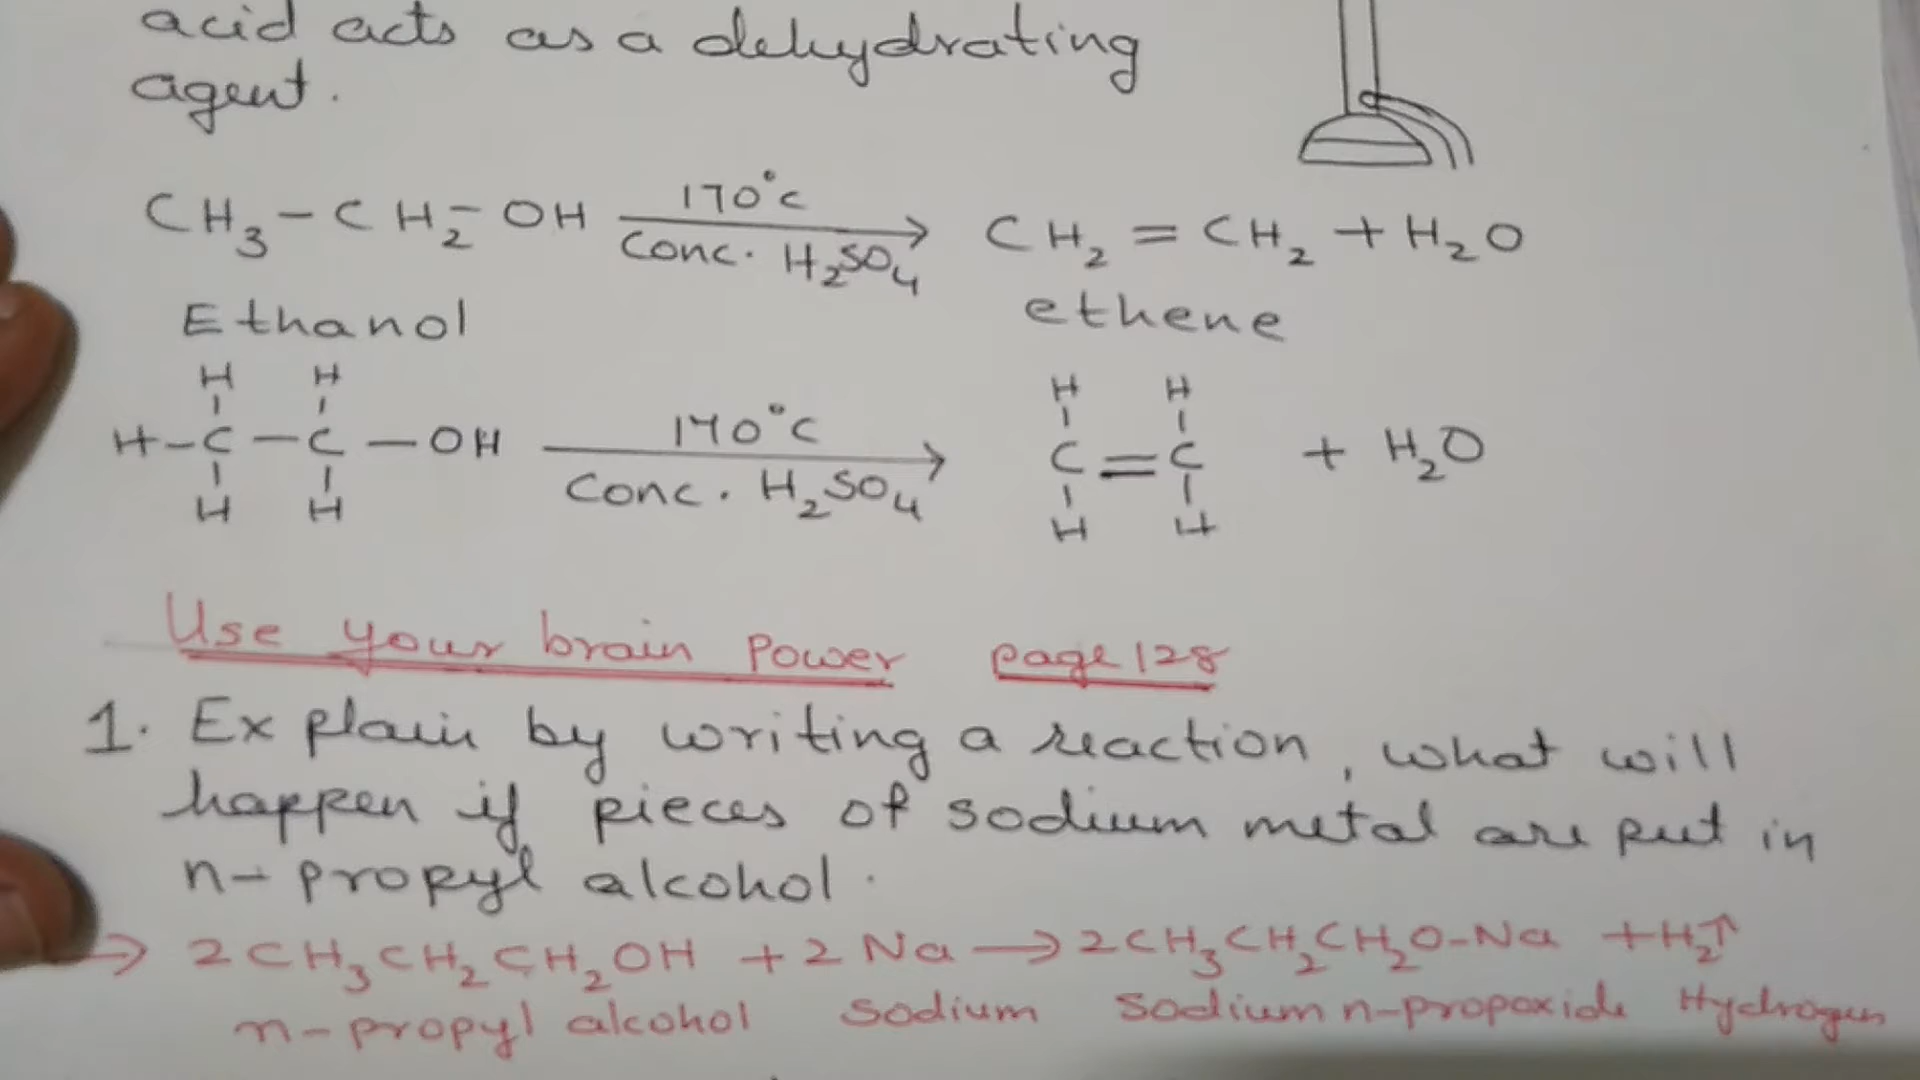 acid acts as a dehydrating
agent.
CH₃-CH₂-OH 170°C Conc. H₂SO₄ → CH₂=CH₂+H₂O
Ethanol ethene
H H H H
H-C-C-OH 170°C Conc. H₂SO₄ → C=C + H₂O
H H H H
Use your brain Power page 128
1. Explain by writing a reaction, what will
happen if pieces of sodium metal are put in
n-propyl alcohol.
→ 2CH₃CH₂CH₂OH +2Na → 2CH₃CH₂CH₂O-Na +H₂↑
n-propyl alcohol sodium Sodium n-propoxide Hydrogen